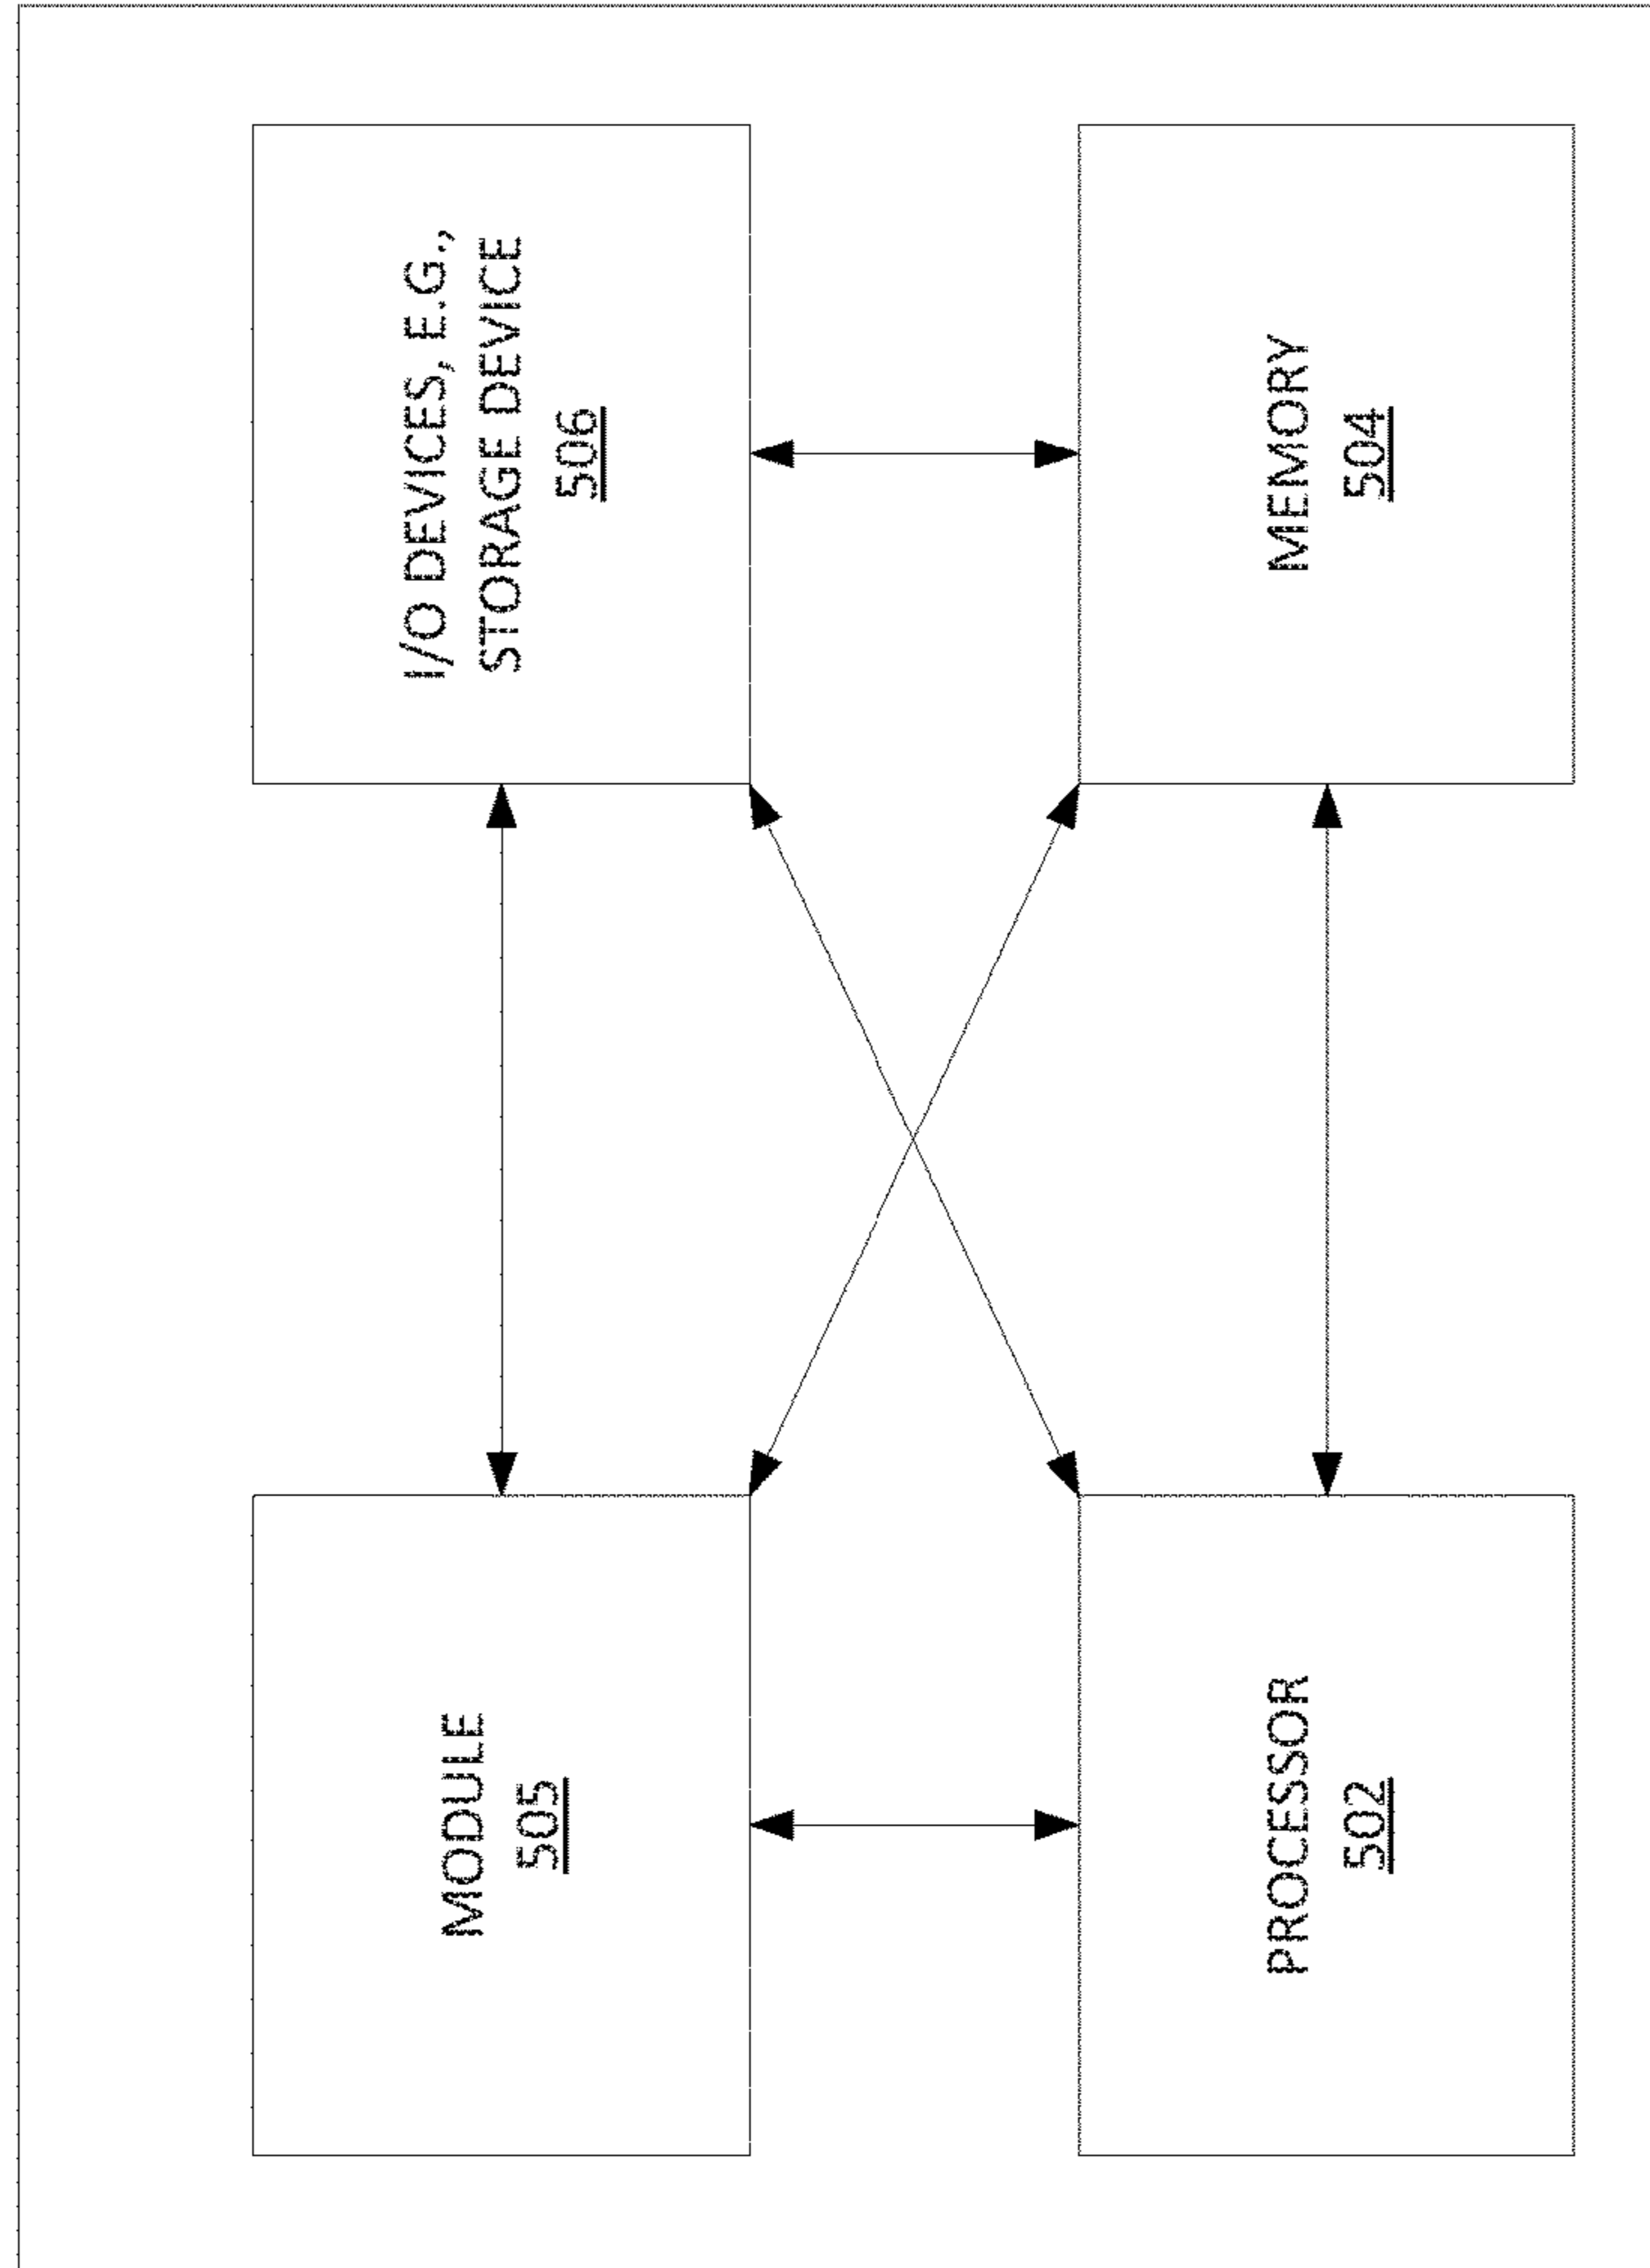 MODULE
505
I/O DEVICES, E.G.,
STORAGE DEVICE
506
PROCESSOR
502
MEMORY
504